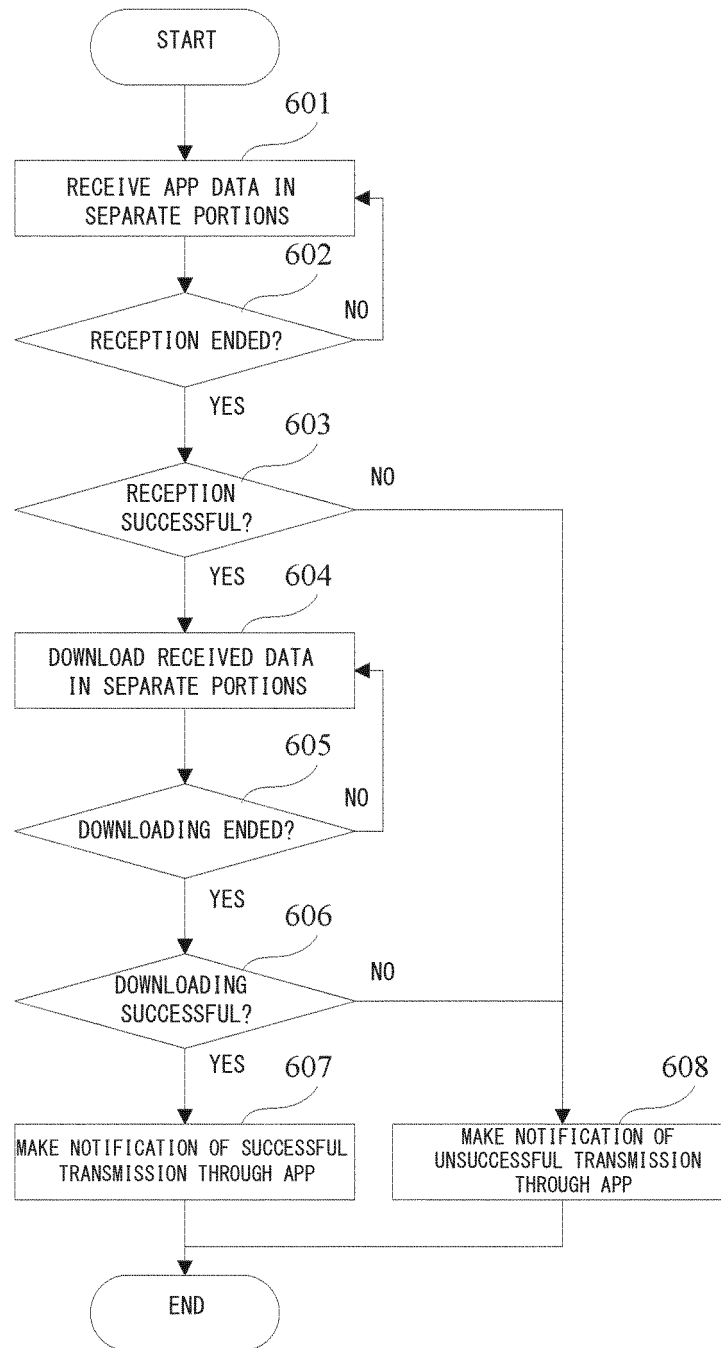 START
601
RECEIVE APP DATA IN
SEPARATE PORTIONS
602
NO
RECEPTION ENDED?
YES
603
NO
RECEPTION
SUCCESSFUL?
YES
604
DOWNLOAD RECEIVED DATA
IN SEPARATE PORTIONS
605
NO
DOWNLOADING ENDED?
YES
606
NO
DOWNLOADING
SUCCESSFUL?
YES
607
608
MAKE NOTIFICATION OF SUCCESSFUL
TRANSMISSION THROUGH APP
MAKE NOTIFICATION OF
UNSUCCESSFUL TRANSMISSION
THROUGH APP
END